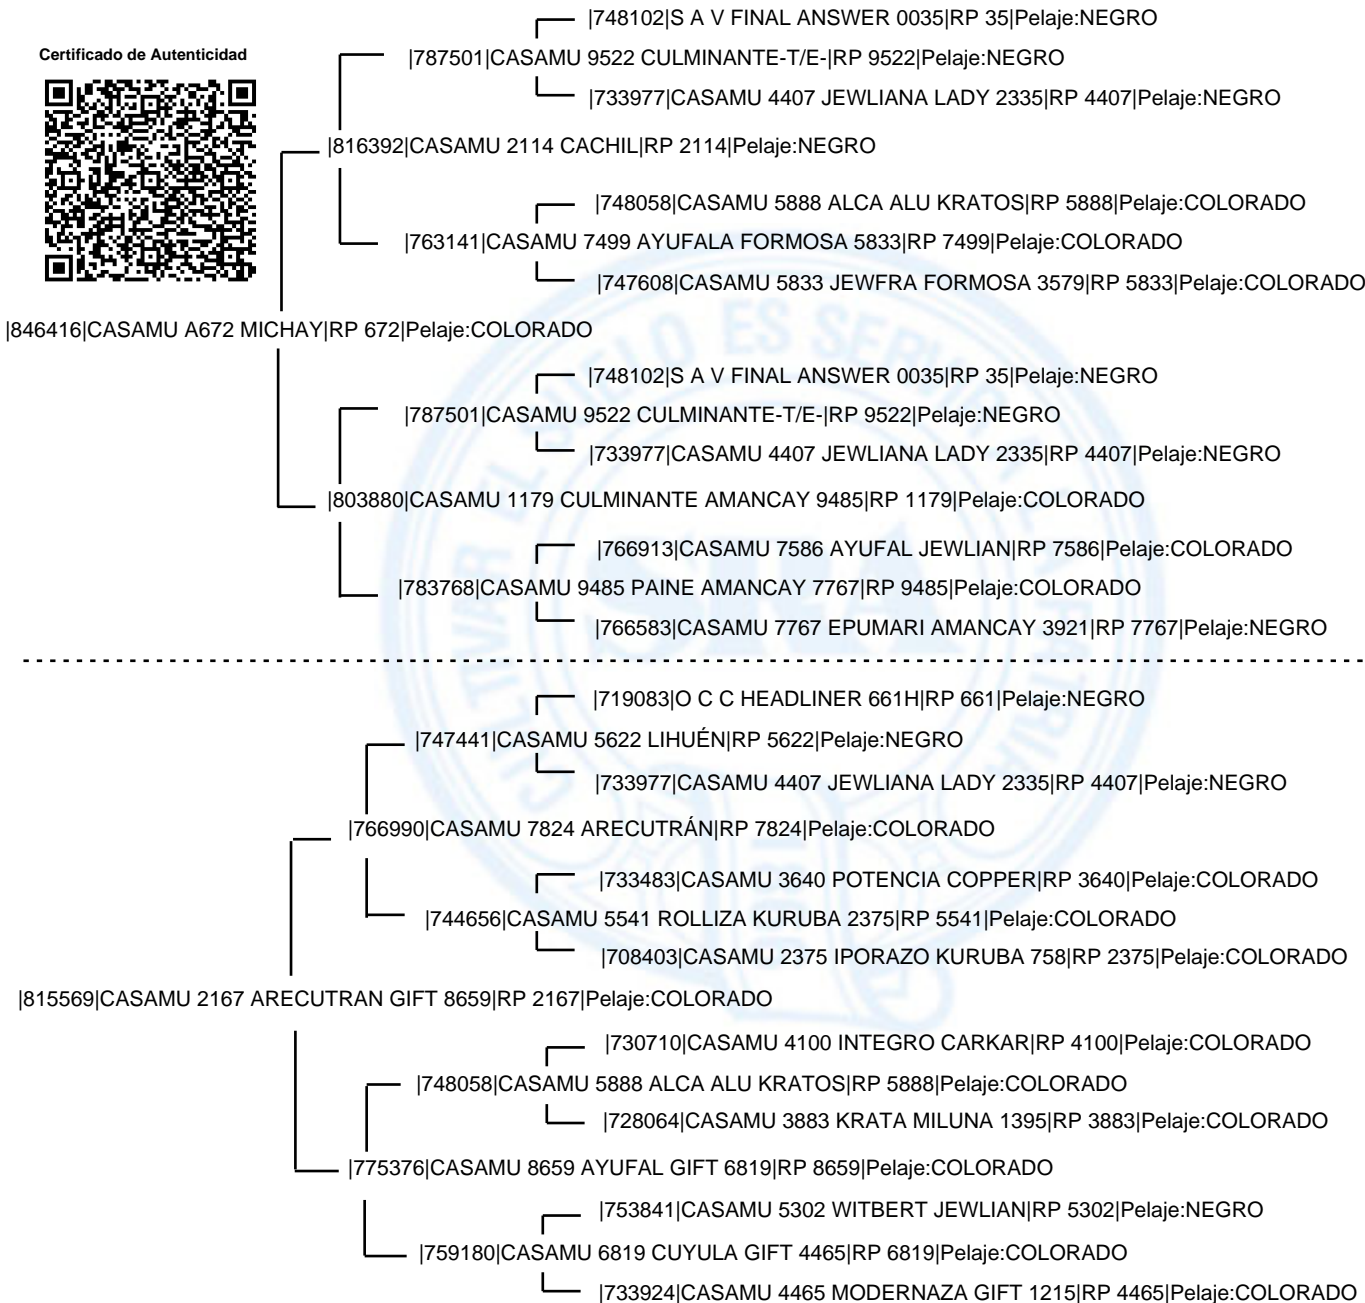 |748102|S A V FINAL ANSWER 0035|RP 35|Pelaje:NEGRO
Certificado de Autenticidad
|787501|CASAMU 9522 CULMINANTE-T/E-|RP 9522|Pelaje:NEGRO
|733977|CASAMU 4407 JEWLIANA LADY 2335|RP 4407|Pelaje:NEGRO
|816392|CASAMU 2114 CACHIL|RP 2114|Pelaje:NEGRO
|748058|CASAMU 5888 ALCA ALU KRATOS|RP 5888|Pelaje:COLORADO
|763141|CASAMU 7499 AYUFALA FORMOSA 5833|RP 7499|Pelaje:COLORADO
|747608|CASAMU 5833 JEWFRA FORMOSA 3579|RP 5833|Pelaje:COLORADO
|846416|CASAMU A672 MICHAY|RP 672|Pelaje:COLORADO
|748102|S A V FINAL ANSWER 0035|RP 35|Pelaje:NEGRO
|787501|CASAMU 9522 CULMINANTE-T/E-|RP 9522|Pelaje:NEGRO
|733977|CASAMU 4407 JEWLIANA LADY 2335|RP 4407|Pelaje:NEGRO
|803880|CASAMU 1179 CULMINANTE AMANCAY 9485|RP 1179|Pelaje:COLORADO
|766913|CASAMU 7586 AYUFAL JEWLIAN|RP 7586|Pelaje:COLORADO
|783768|CASAMU 9485 PAINE AMANCAY 7767|RP 9485|Pelaje:COLORADO
|766583|CASAMU 7767 EPUMARI AMANCAY 3921|RP 7767|Pelaje:NEGRO
|719083|O C C HEADLINER 661H|RP 661|Pelaje:NEGRO
|747441|CASAMU 5622 LIHUÉN|RP 5622|Pelaje:NEGRO
|733977|CASAMU 4407 JEWLIANA LADY 2335|RP 4407|Pelaje:NEGRO
|766990|CASAMU 7824 ARECUTRÁN|RP 7824|Pelaje:COLORADO
|733483|CASAMU 3640 POTENCIA COPPER|RP 3640|Pelaje:COLORADO
|744656|CASAMU 5541 ROLLIZA KURUBA 2375|RP 5541|Pelaje:COLORADO
|708403|CASAMU 2375 IPORAZO KURUBA 758|RP 2375|Pelaje:COLORADO
|815569|CASAMU 2167 ARECUTRAN GIFT 8659|RP 2167|Pelaje:COLORADO
|730710|CASAMU 4100 INTEGRO CARKAR|RP 4100|Pelaje:COLORADO
|748058|CASAMU 5888 ALCA ALU KRATOS|RP 5888|Pelaje:COLORADO
|728064|CASAMU 3883 KRATA MILUNA 1395|RP 3883|Pelaje:COLORADO
|775376|CASAMU 8659 AYUFAL GIFT 6819|RP 8659|Pelaje:COLORADO
|753841|CASAMU 5302 WITBERT JEWLIAN|RP 5302|Pelaje:NEGRO
|759180|CASAMU 6819 CUYULA GIFT 4465|RP 6819|Pelaje:COLORADO
|733924|CASAMU 4465 MODERNAZA GIFT 1215|RP 4465|Pelaje:COLORADO
CULTIVAR EL SUELO ES SERVIR A LA PATRIA
SRA
1866